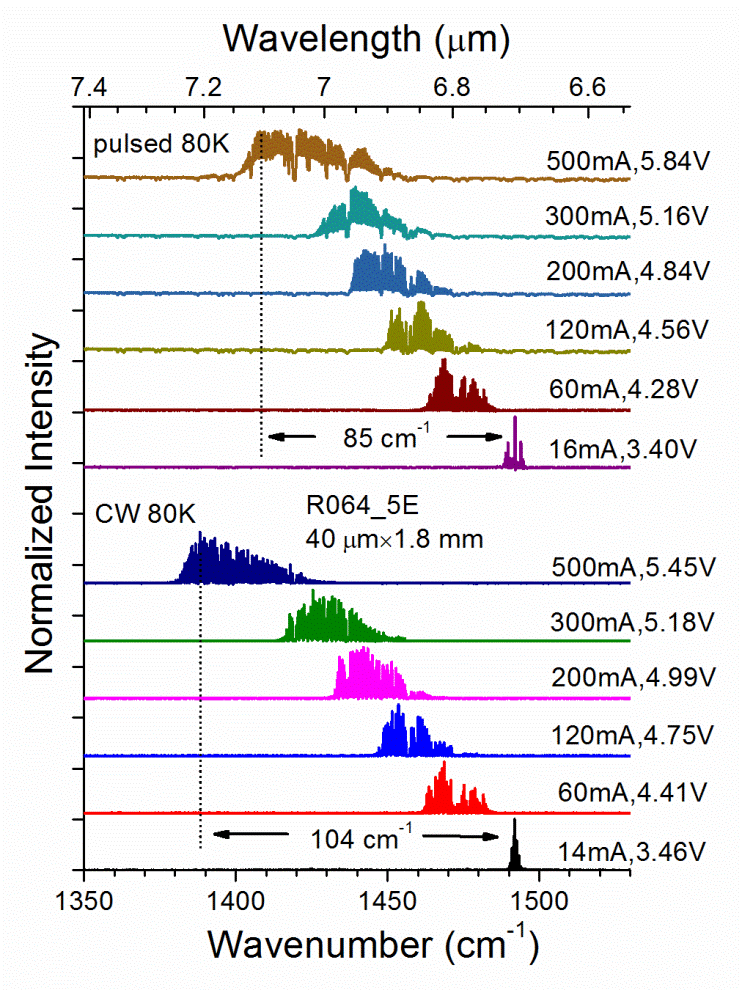 Wavelength (μm)
7.4 7.2 7 6.8 6.6
pulsed 80K
500mA,5.84V
300mA,5.16V
200mA,4.84V
120mA,4.56V
60mA,4.28V
85 cm⁻¹
16mA,3.40V
Normalized Intensity
CW 80K
R064_5E
40 μm×1.8 mm
500mA,5.45V
300mA,5.18V
200mA,4.99V
120mA,4.75V
60mA,4.41V
104 cm⁻¹
14mA,3.46V
1350 1400 1450 1500
Wavenumber (cm⁻¹)